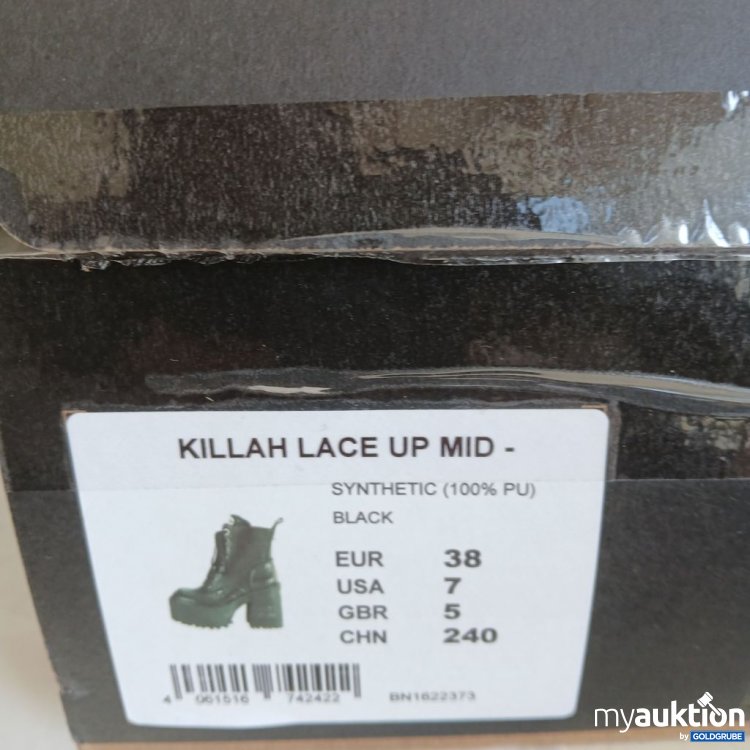 KILLAH LACE UP MID -
SYNTHETIC (100% PU)
BLACK
EUR 38
USA 7
GBR 5
CHN 240
4 061516 742422
BN1622373
myauktion
by GOLDGRUBE